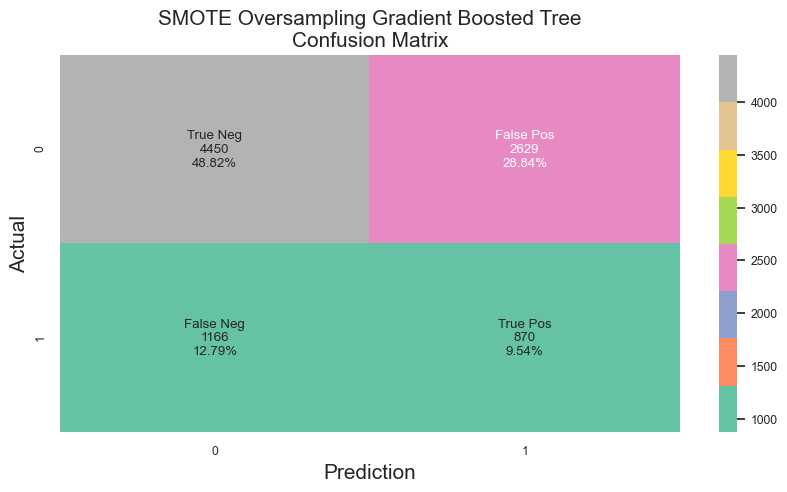 SMOTE Oversampling Gradient Boosted Tree
Confusion Matrix
True Neg
4450
48.82%
False Pos
2629
28.84%
False Neg
1166
12.79%
True Pos
870
9.54%
0
1
Actual
0
1
Prediction
4000
3500
3000
2500
2000
1500
1000